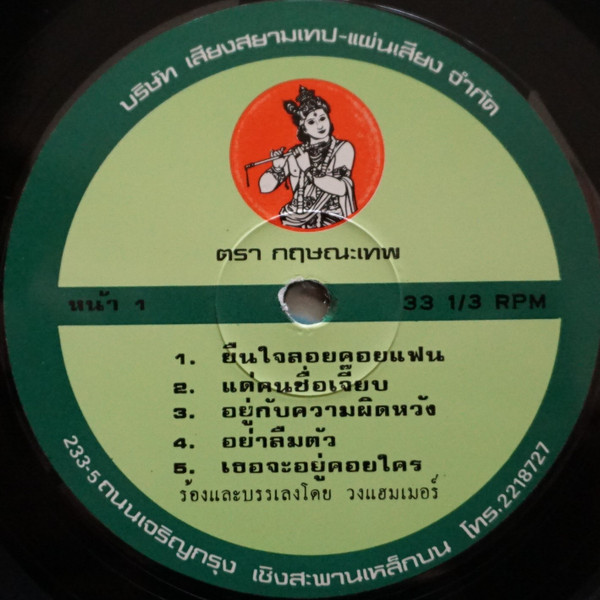 บริษัท เสียงสยามเทป-แผ่นเสียง จำกัด
ตรา กฤษณะเทพ
หน้า 1 33 1/3 RPM
1. ยืนใจลอยคอยแฟน
2. แด่คนชื่อเจี๊ยบ
3. อยู่กับความผิดหวัง
4. อย่าลืมตัว
5. เธอจะอยู่คอยใคร
ร้องและบรรเลงโดย วงแฮมเมอร์
233-5 ถนนเจริญกรุง เชิงสะพานเหล็กบน โทร.2218727